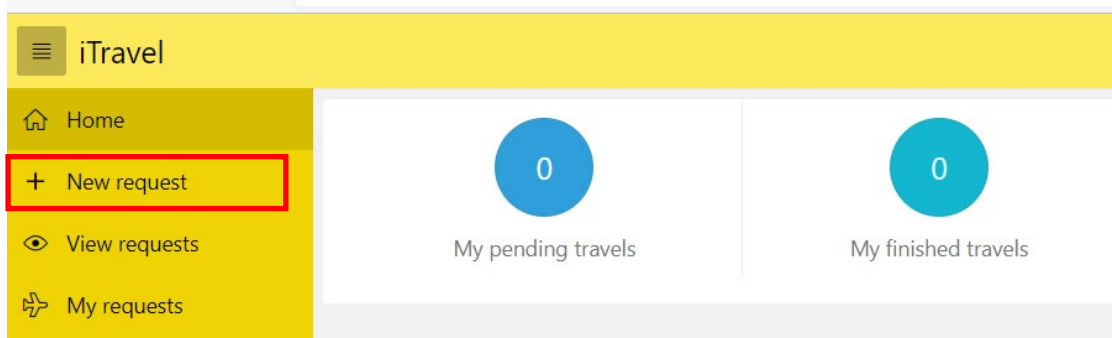 iTravel
Home
New request
View requests
My requests
0
My pending travels
0
My finished travels